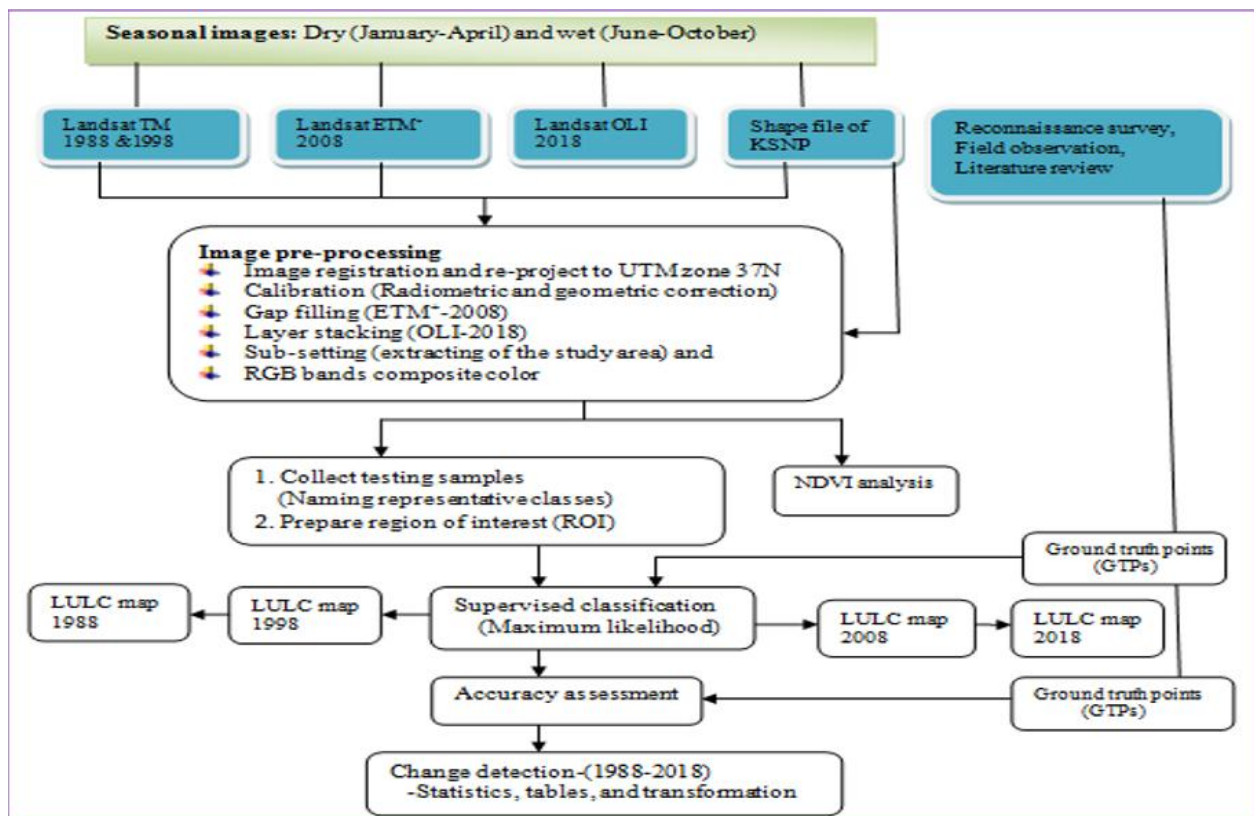 Seasonal images: Dry (January-April) and wet (June-October)
Landsat TM
1988 &1998
Landsat ETM+
2008
Landsat OLI
2018
Shape file of
KSNP
Reconnaissance survey,
Field observation,
Literature review
Image pre-processing
Image registration and re-project to UTM zone 37N
Calibration (Radiometric and geometric correction)
Gap filling (ETM+-2008)
Layer stacking (OLI-2018)
Sub-setting (extracting of the study area) and
RGB bands composite color
1. Collect testing samples
(Naming representative classes)
2. Prepare region of interest (ROI)
NDVI analysis
Ground truth points
(GTPs)
LULC map
1988
LULC map
1998
Supervised classification
(Maximum likelihood)
LULC map
2008
LULC map
2018
Accuracy assessment
Ground truth points
(GTPs)
Change detection-(1988-2018)
-Statistics, tables, and transformation